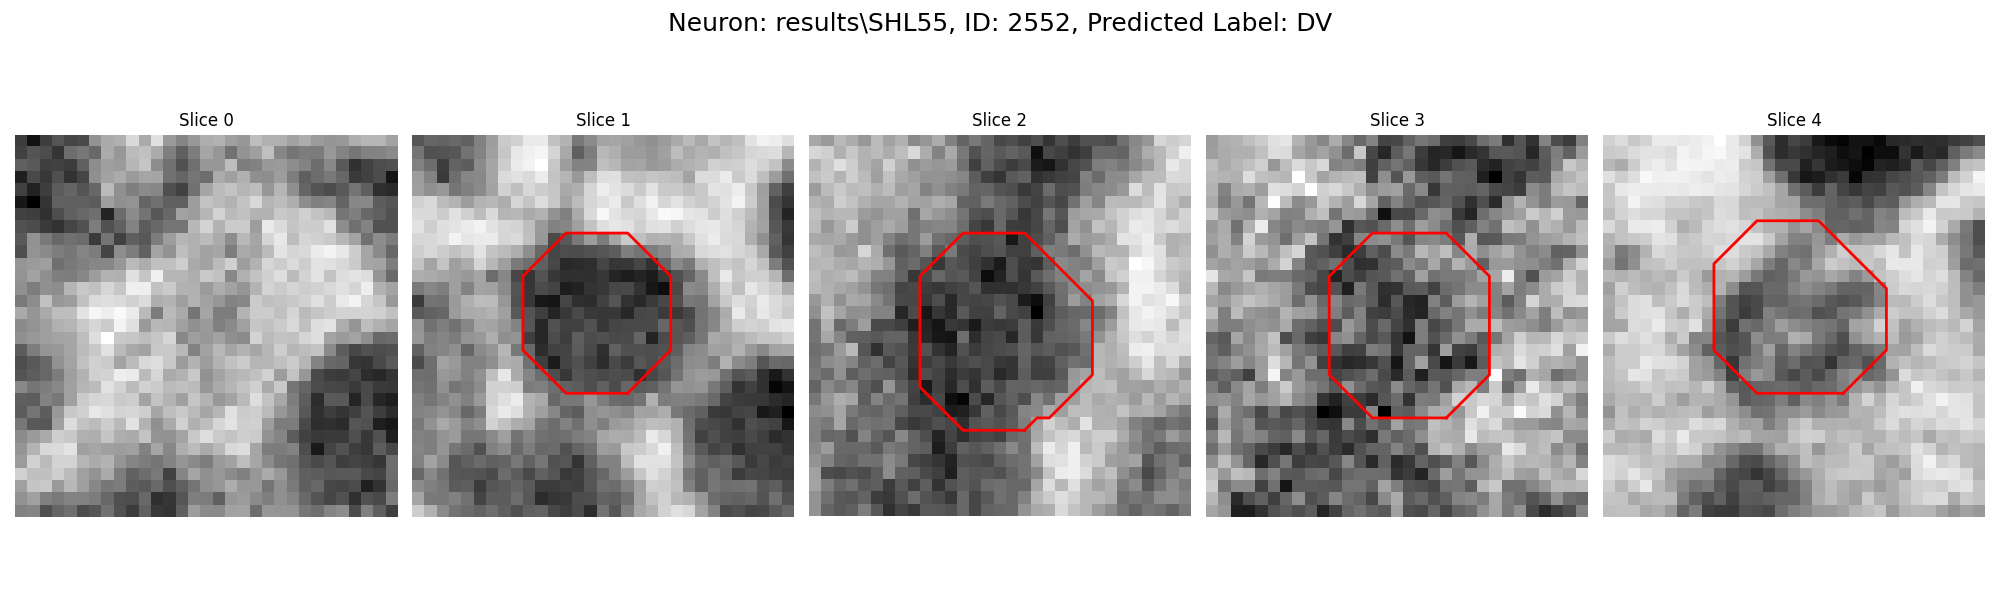 Neuron: results\SHL55, ID: 2552, Predicted Label: DV
Slice 0
Slice 1
Slice 2
Slice 3
Slice 4